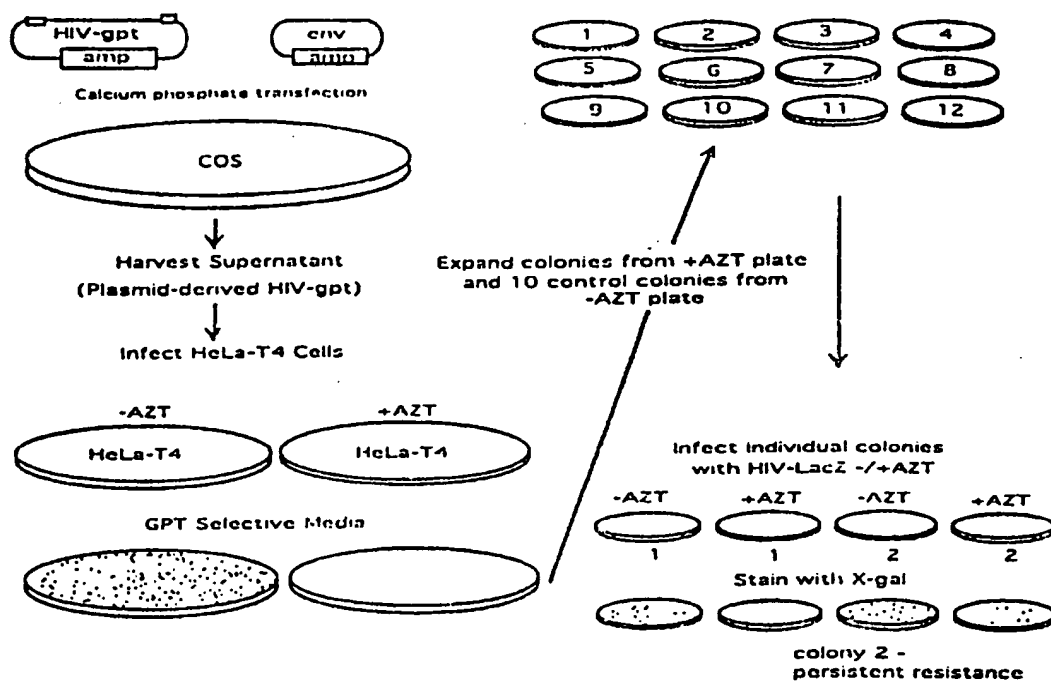 HIV-gpt
amp
env
amp
Calcium phosphate transfection
COS
Harvest Supernatant
(Plasmid-derived HIV-gpt)
Infect HeLa-T4 Cells
-AZT
+AZT
HeLa-T4
HeLa-T4
GPT Selective Media
1
2
3
4
5
6
7
8
9
10
11
12
Expand colonies from +AZT plate
and 10 control colonies from
-AZT plate
Infect Individual colonies
with HIV-LacZ -/+AZT
-AZT
+AZT
-AZT
+AZT
1
1
2
2
Stain with X-gal
colony 2 -
persistent resistance